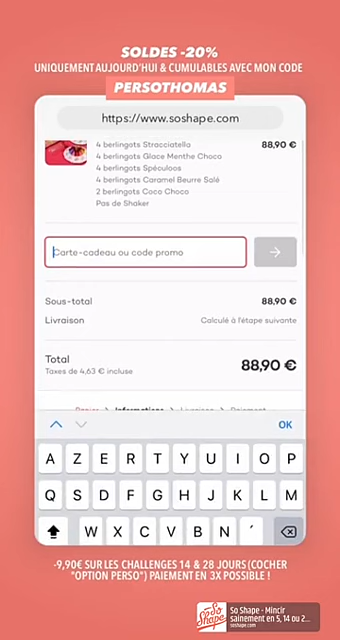 SOLDES -20%
UNIQUEMENT AUJOURD'HUI & CUMULABLES AVEC MON CODE
PERSOTHOMAS
https://www.soshape.com
4 berlingots Stracciatella 88,90 €
4 berlingots Glace Menthe Choco
4 berlingots Spéculoos
4 berlingots Caramel Beurre Salé
2 berlingots Coco Choco
Pas de Shaker
Carte-cadeau ou code promo
Sous-total 88,90 €
Livraison Calculé à l'étape suivante
Total 88,90 €
Taxes de 4,63 € incluse
Panier > Informations > Livraison > Paiement
OK
A Z E R T Y U I O P
Q S D F G H J K L M
W X C V B N ´
-9,90€ SUR LES CHALLENGES 14 & 28 JOURS (COCHER
"OPTION PERSO") PAIEMENT EN 3X POSSIBLE !
So Shape
So Shape - Mincir
sainement en 5, 14 ou 2...
soshape.com